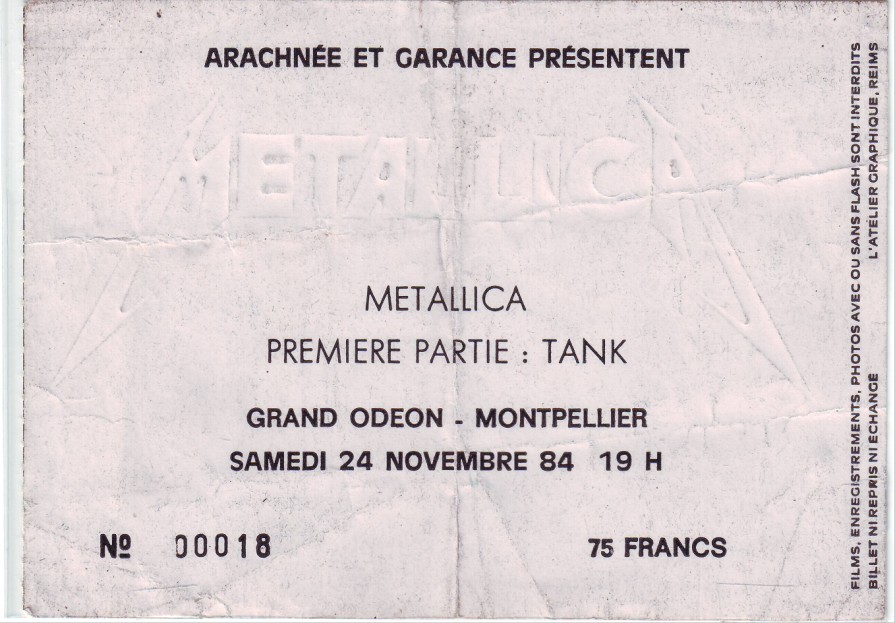 ARACHNÉE ET GARANCE PRÉSENTENT
METALLICA
METALLICA
PREMIERE PARTIE : TANK
GRAND ODEON - MONTPELLIER
SAMEDI 24 NOVEMBRE 84 19 H
Nº 00018
75 FRANCS
FILMS, ENREGISTREMENTS, PHOTOS AVEC OU SANS FLASH SONT INTERDITS
BILLET NI REPRIS NI ECHANGÉ L'ATELIER GRAPHIQUE, REIMS